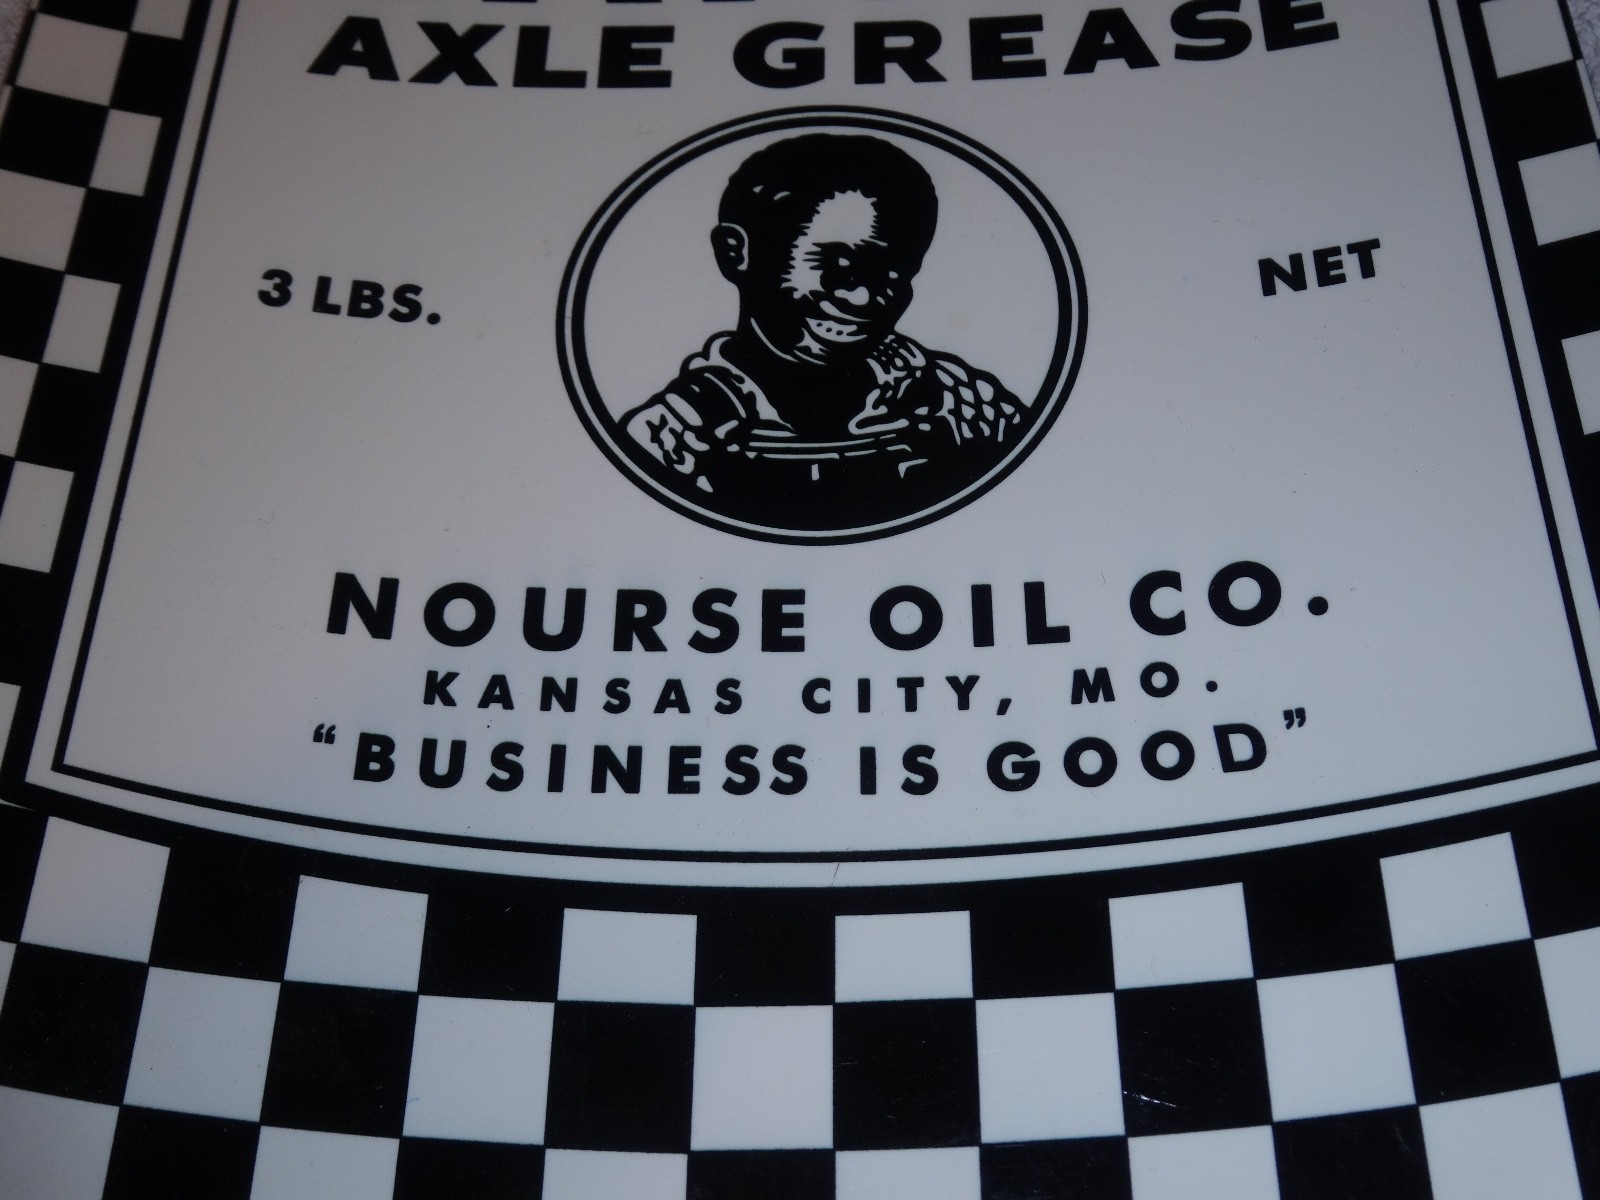 AXLE GREASE
3 LBS. NET
NOURSE OIL CO.
KANSAS CITY, MO.
“BUSINESS IS GOOD”